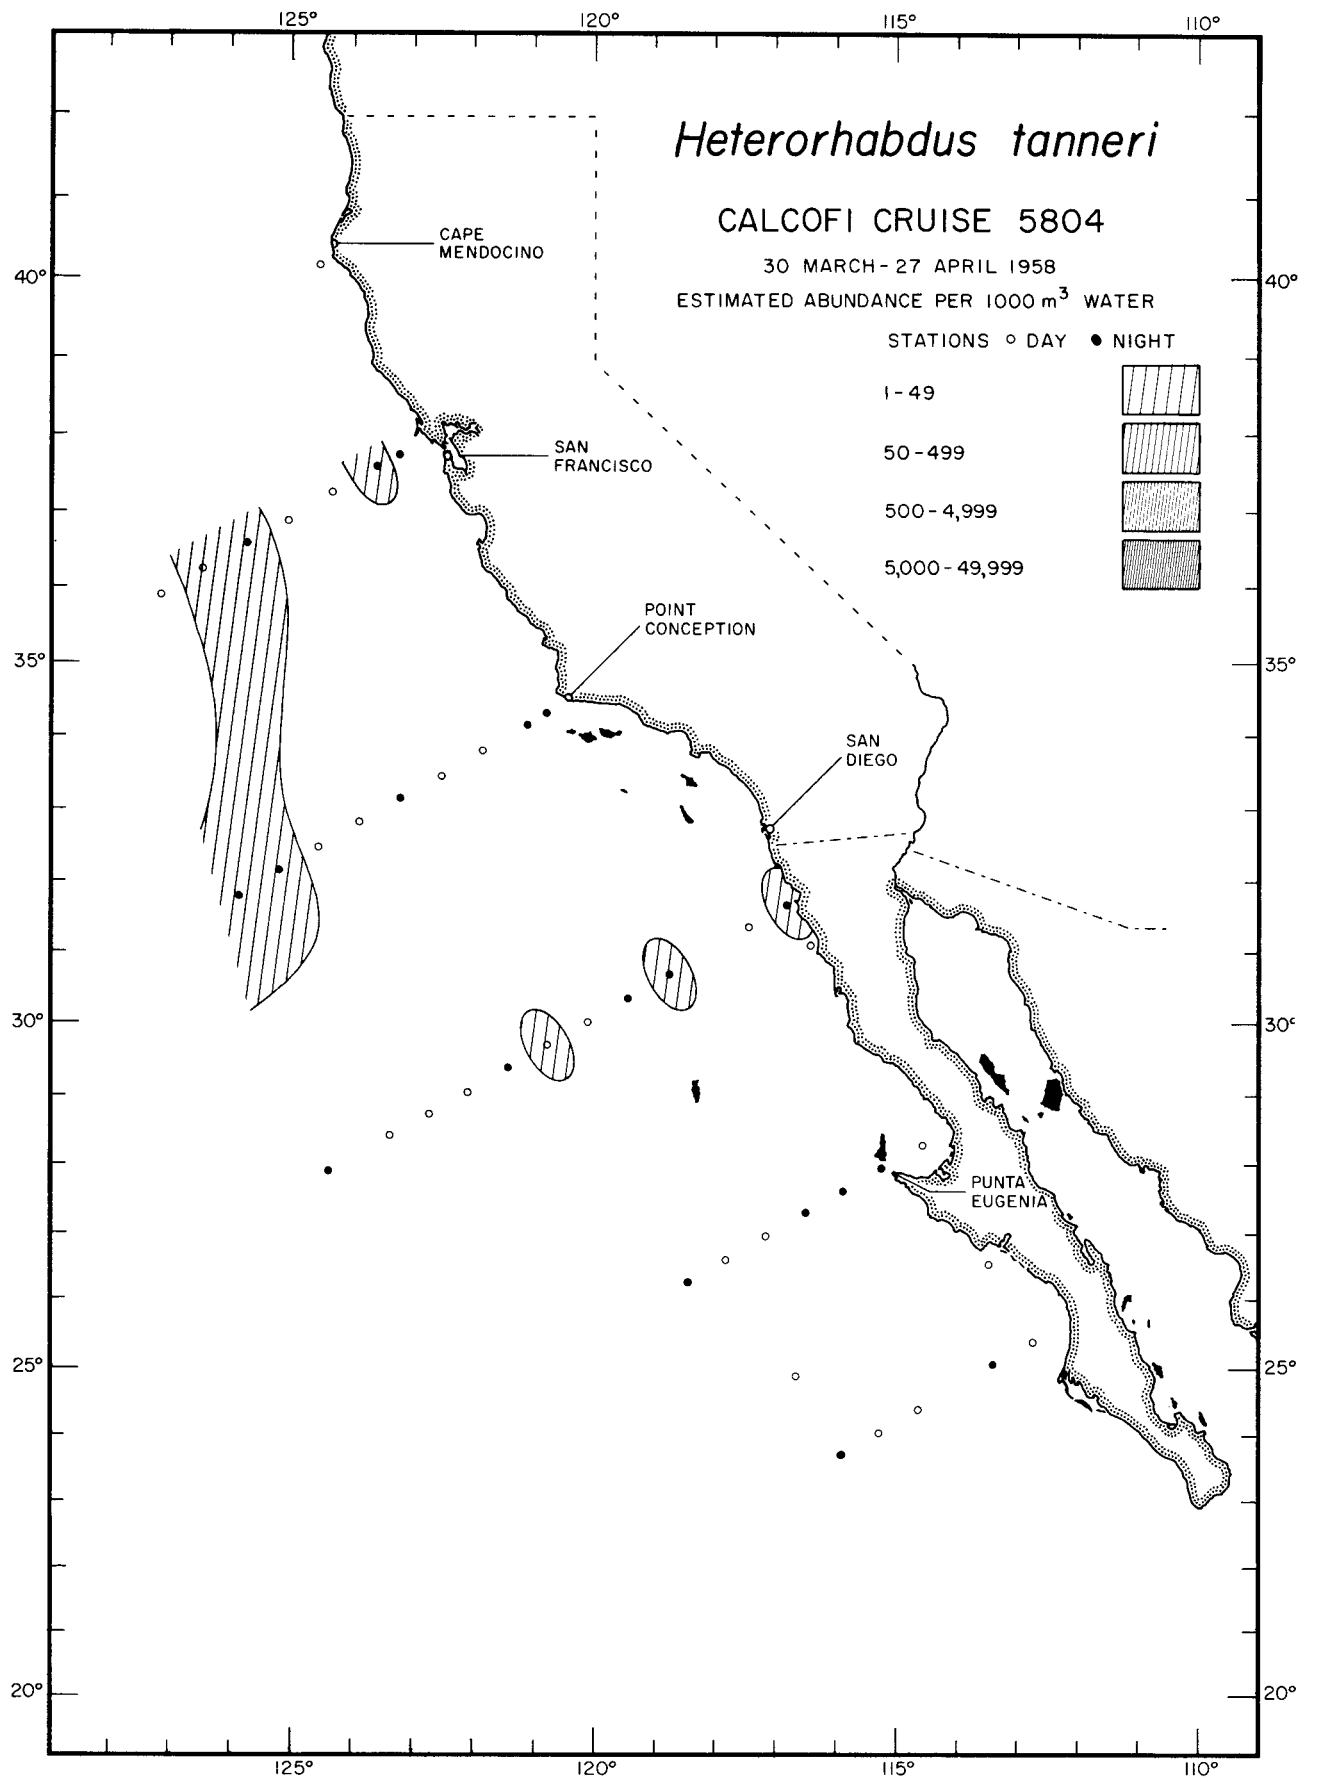 125° 120° 115° 110°
Heterorhabdus tanneri
CALCOFI CRUISE 5804
30 MARCH - 27 APRIL 1958
ESTIMATED ABUNDANCE PER 1000 m³ WATER
STATIONS ○ DAY ● NIGHT
1 - 49
50 - 499
500 - 4,999
5,000 - 49,999
CAPE
MENDOCINO
40° 40°
SAN
FRANCISCO
POINT
CONCEPTION
35° 35°
SAN
DIEGO
30° 30°
PUNTA
EUGENIA
25° 25°
20° 20°
125° 120° 115° 110°